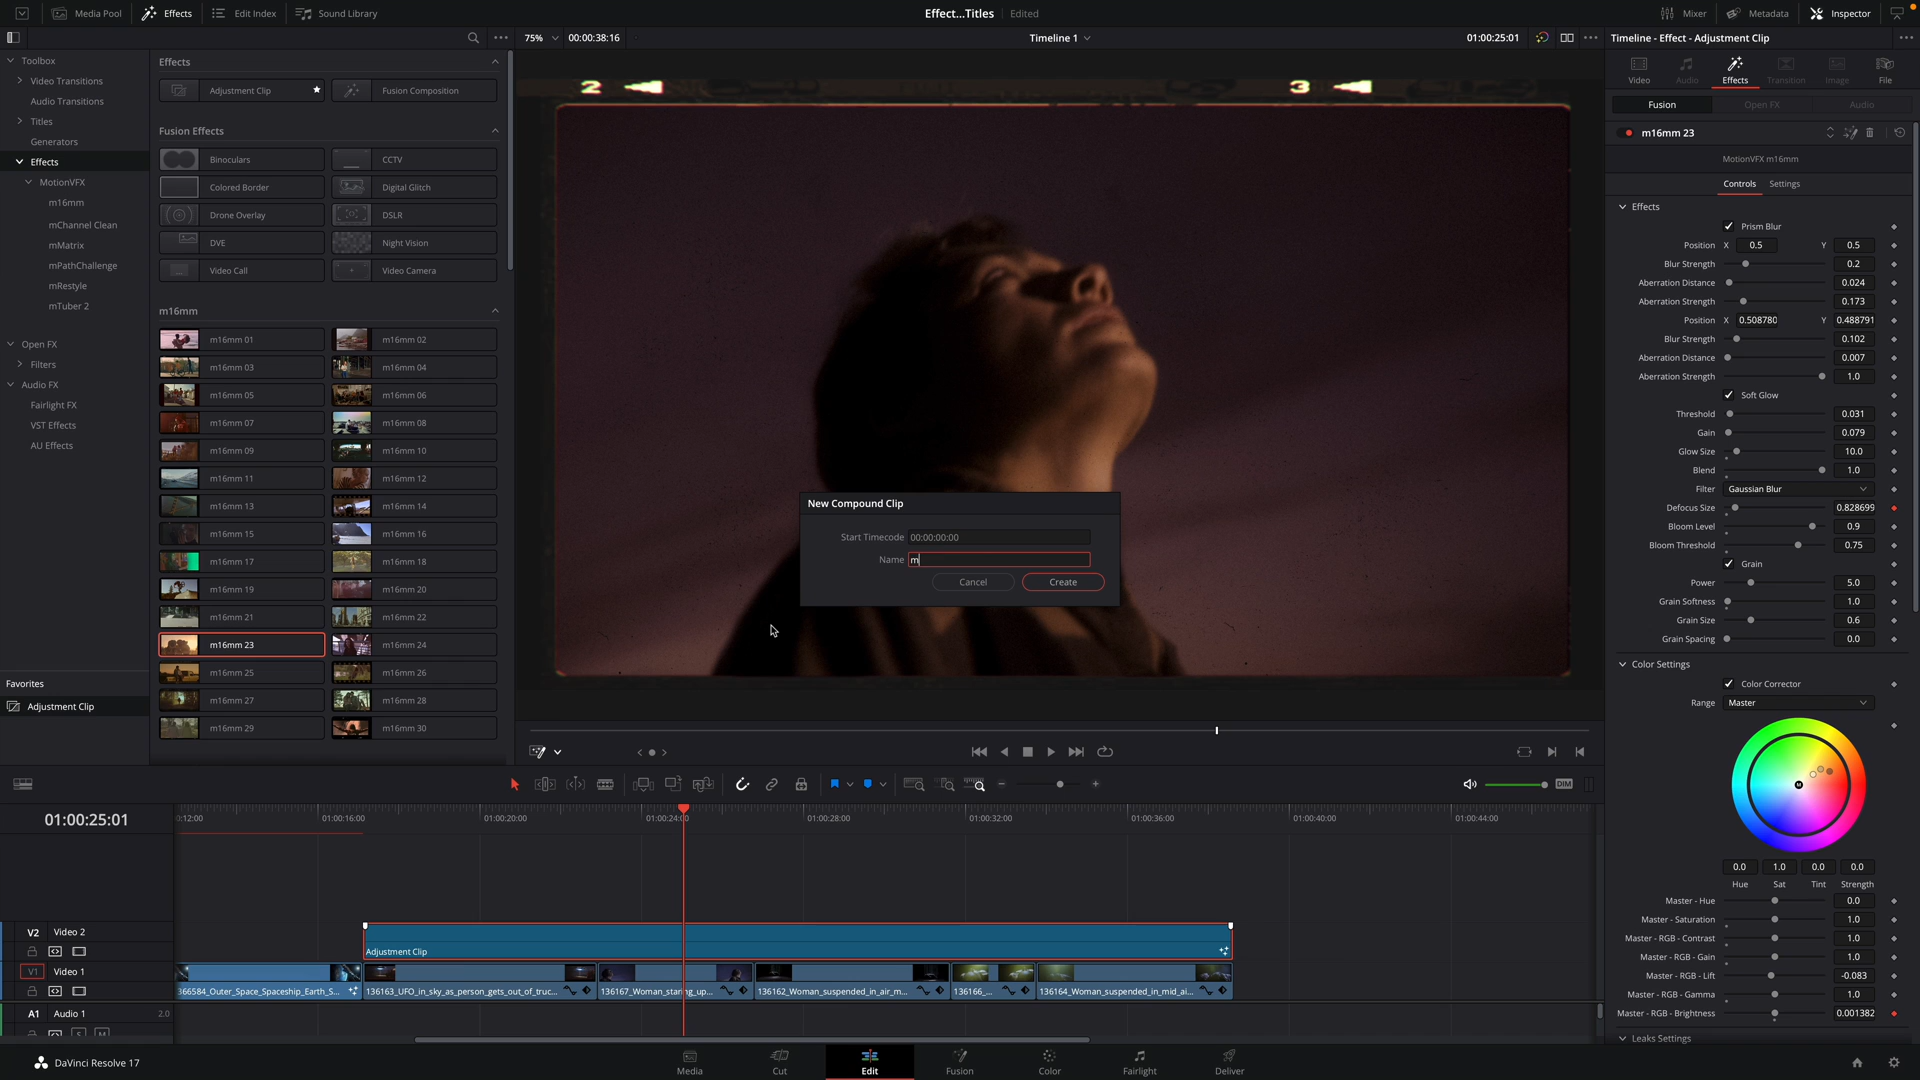 Media Pool
Effects
Edit Index
Sound Library
Effect...Titles
Edited
Mixer
Metadata
Inspector
75%
00:00:38:16
Timeline 1
01:00:25:01
Timeline - Effect - Adjustment Clip
Toolbox
Video Transitions
Audio Transitions
Titles
Generators
Effects
MotionVFX
m16mm
mChannel Clean
mMatrix
mPathChallenge
mRestyle
mTuber 2
Open FX
Filters
Audio FX
Fairlight FX
VST Effects
AU Effects
Favorites
Adjustment Clip
Effects
Adjustment Clip
Fusion Composition
Fusion Effects
Binoculars
CCTV
Colored Border
Digital Glitch
Drone Overlay
DSLR
DVE
Night Vision
Video Call
Video Camera
m16mm
m16mm 01
m16mm 02
m16mm 03
m16mm 04
m16mm 05
m16mm 06
m16mm 07
m16mm 08
m16mm 09
m16mm 10
m16mm 11
m16mm 12
m16mm 13
m16mm 14
m16mm 15
m16mm 16
m16mm 17
m16mm 18
m16mm 19
m16mm 20
m16mm 21
m16mm 22
m16mm 23
m16mm 24
m16mm 25
m16mm 26
m16mm 27
m16mm 28
m16mm 29
m16mm 30
2
3
New Compound Clip
Start Timecode 00:00:00:00
Name m
Cancel
Create
Video
Audio
Effects
Transition
Image
File
Fusion
Open FX
Audio
m16mm 23
MotionVFX m16mm
Controls
Settings
Effects
Prism Blur
Position X 0.5 Y 0.5
Blur Strength 0.2
Aberration Distance 0.024
Aberration Strength 0.173
Position X 0.508780 Y 0.488791
Blur Strength 0.102
Aberration Distance 0.007
Aberration Strength 1.0
Soft Glow
Threshold 0.031
Gain 0.079
Glow Size 10.0
Blend 1.0
Filter Gaussian Blur
Defocus Size 0.828699
Bloom Level 0.9
Bloom Threshold 0.75
Grain
Power 5.0
Grain Softness 1.0
Grain Size 0.6
Grain Spacing 0.0
Color Settings
Color Corrector
Range Master
M
0.0 1.0 0.0 0.0
Hue Sat Tint Strength
Master - Hue 0.0
Master - Saturation 1.0
Master - RGB - Contrast 1.0
Master - RGB - Gain 1.0
Master - RGB - Lift -0.083
Master - RGB - Gamma 1.0
Master - RGB - Brightness 0.001382
Leaks Settings
DIM
01:00:25:01
0:12:00
01:00:16:00
01:00:20:00
01:00:24:00
01:00:28:00
01:00:32:00
01:00:36:00
01:00:40:00
01:00:44:00
V2 Video 2
Adjustment Clip
V1 Video 1
366584_Outer_Space_Spaceship_Earth_S...
136163_UFO_in_sky_as_person_gets_out_of_truc...
136167_Woman_staring_up...
136162_Woman_suspended_in_air_m...
136166_...
136164_Woman_suspended_in_mid_ai...
A1 Audio 1 2.0
S M
DaVinci Resolve 17
Media
Cut
Edit
Fusion
Color
Fairlight
Deliver